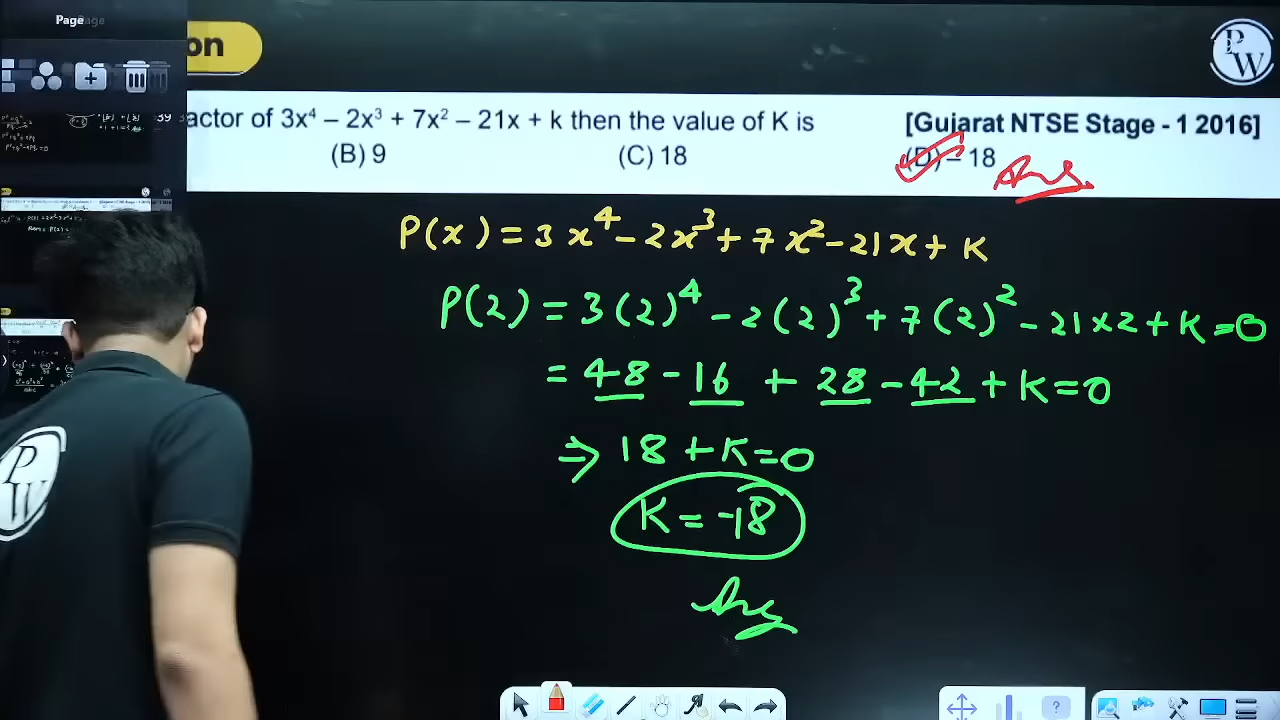 Page
on
P
W
actor of 3x⁴ – 2x³ + 7x² – 21x + k then the value of K is [Gujarat NTSE Stage - 1 2016]
(B) 9 (C) 18 (D) – 18 Ans.
P(x) = 3x⁴ - 2x³ + 7x² - 21x + K
P(2) = 3(2)⁴ - 2(2)³ + 7(2)² - 21×2 + K = 0
= 48 - 16 + 28 - 42 + K = 0
⇒ 18 + K = 0
K = -18
Ans
P
W